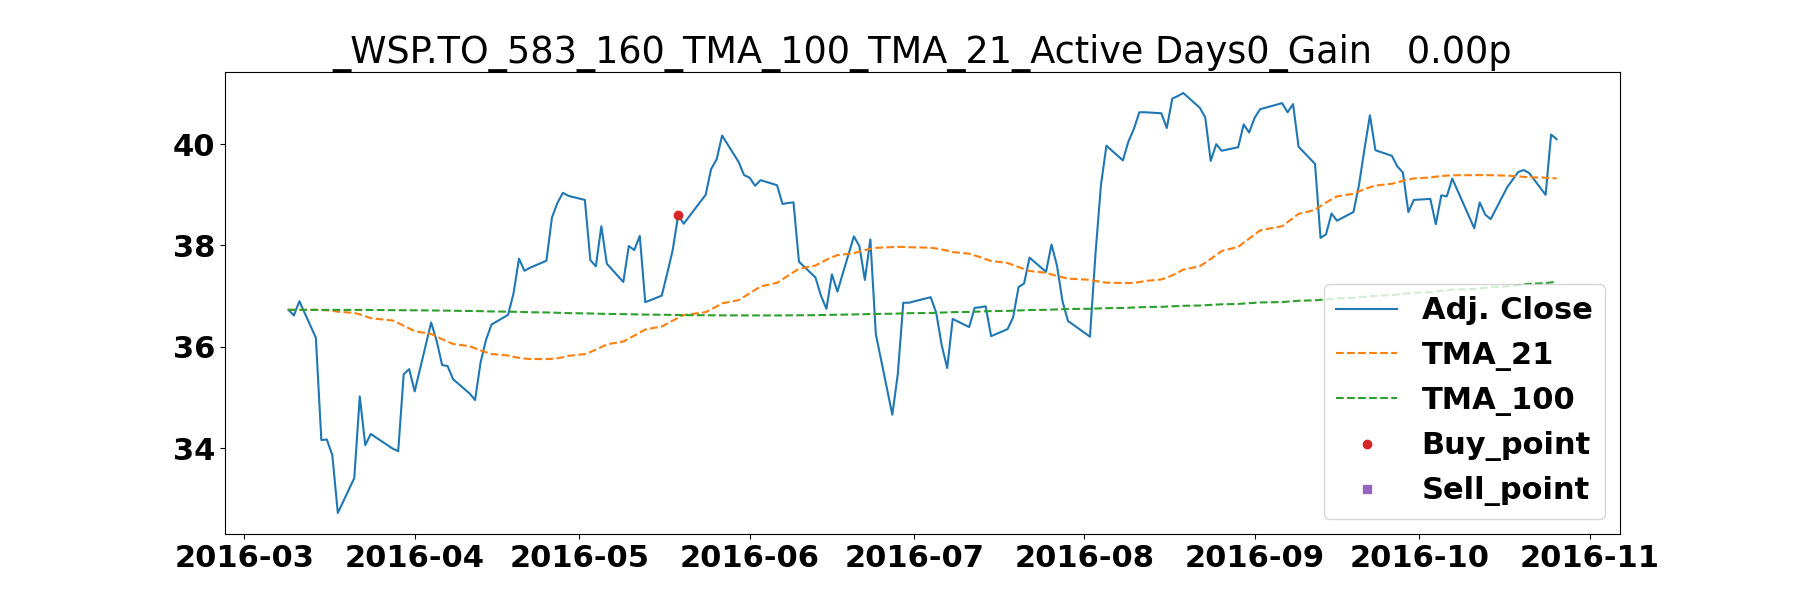 _WSP.TO_583_160_TMA_100_TMA_21_Active Days0_Gain   0.00p
40
38
36
34
2016-03 2016-04 2016-05 2016-06 2016-07 2016-08 2016-09 2016-10 2016-11
Adj. Close
TMA_21
TMA_100
Buy_point
Sell_point